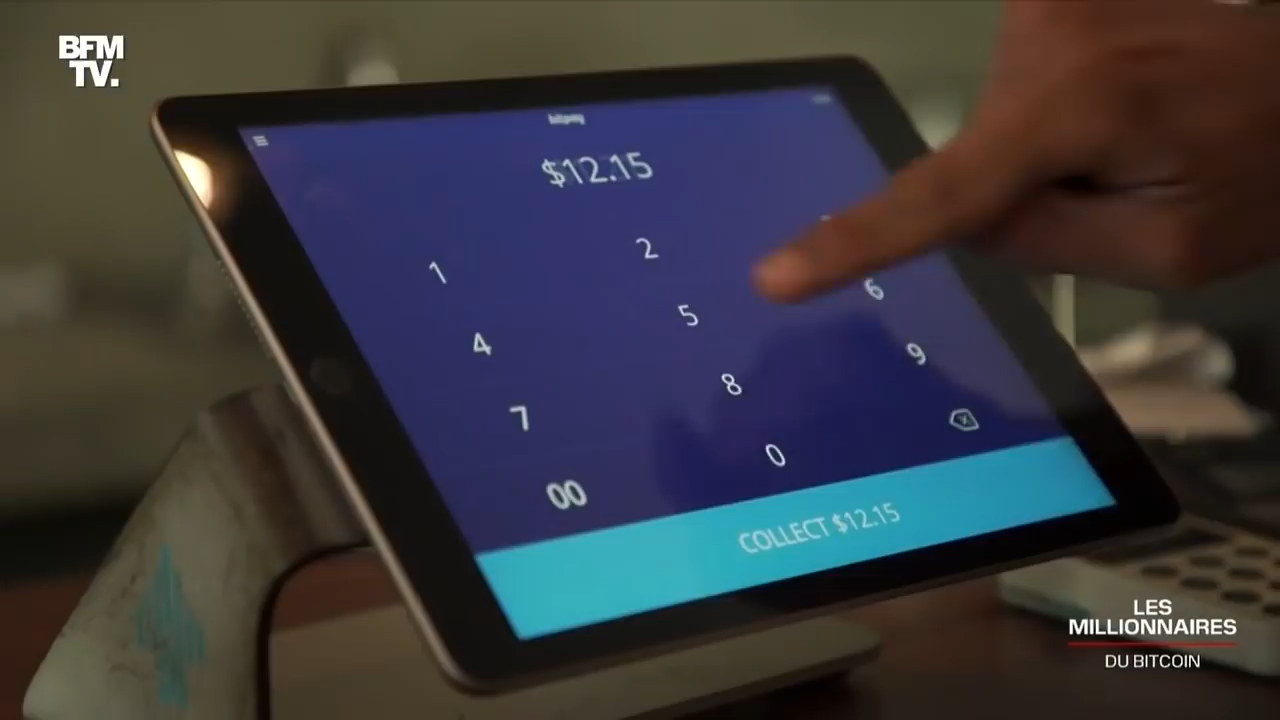 BFM
TV.
$12.15
1
2
4
5
6
7
8
9
00
0
COLLECT $12.15
LES
MILLIONNAIRES
DU BITCOIN